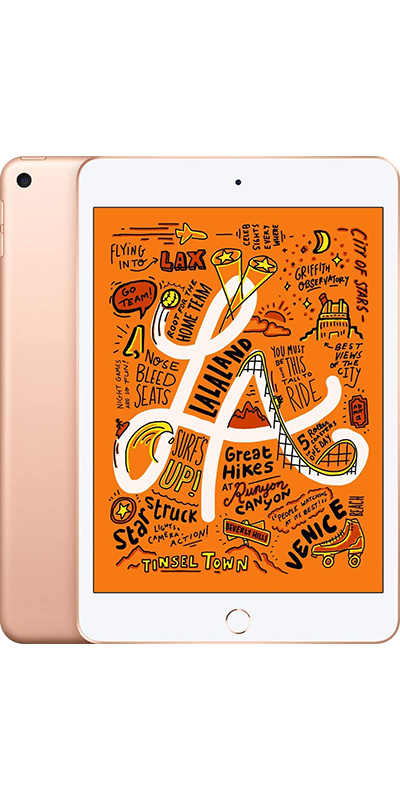 FLYING
INTO
LAX
CELEB
SIGHTS
EVERY
WHERE
CITY OF STARS
GO
TEAM!
ROOT FOR THE
HOME TEAM
GRIFFITH
OBSERVATORY
BEST
VIEWS
OF THE
CITY
NIGHT GAMES
ARE SO FUN!
NOSE
BLEED
SEATS
LALALAND
LA
YOU MUST
BE THIS
TALL TO
RIDE
ADMIT
5 ROLLER
COASTERS
ONE DAY
SURF'S
UP!
Great
HIKES
AT Runyon
CANYON
Star Struck
LIGHTS,
CAMERA,
ACTION!
"PEOPLE WATCHING
AT ITS BEST!"
BEVERLY HILLS
VENICE
BEACH
TINSEL TOWN